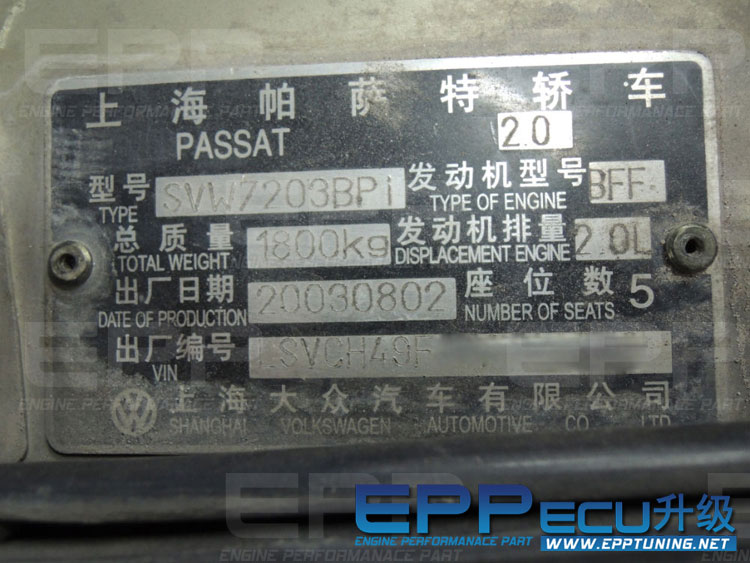 上海帕萨特轿车
PASSAT 2.0
型号 SVW7203BPi 发动机型号 BFF
TYPE TYPE OF ENGINE
总质量 1800kg 发动机排量 2.0L
TOTAL WEIGHT DISPLACEMENT ENGINE
出厂日期 20030802 座位数 5
DATE OF PRODUCTION NUMBER OF SEATS
出厂编号 LSVCH49F
VIN
上海大众汽车有限公司
SHANGHAI VOLKSWAGEN AUTOMOTIVE CO LTD
EPP ECU升级
ENGINE PERFORMANACE PART WWW.EPPTUNING.NET